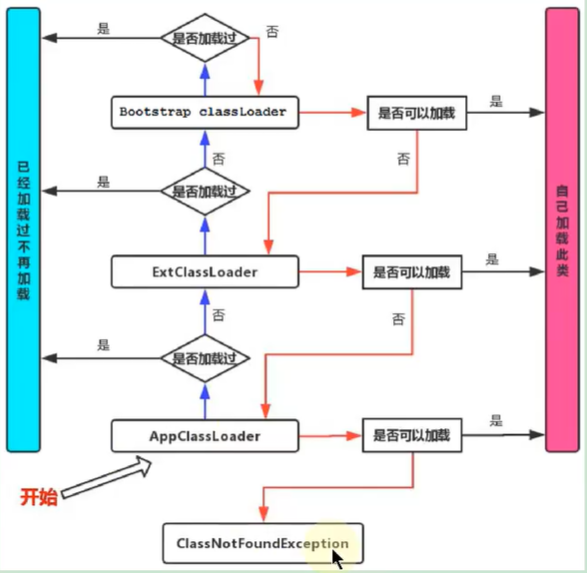 是否加载过
是
否
Bootstrap classLoader
是否可以加载
是
否
否
是否加载过
是
ExtClassLoader
是否可以加载
是
否
否
是否加载过
是
AppClassLoader
是否可以加载
是
开始
ClassNotFoundException
已经加载过不再加载
自己加载此类